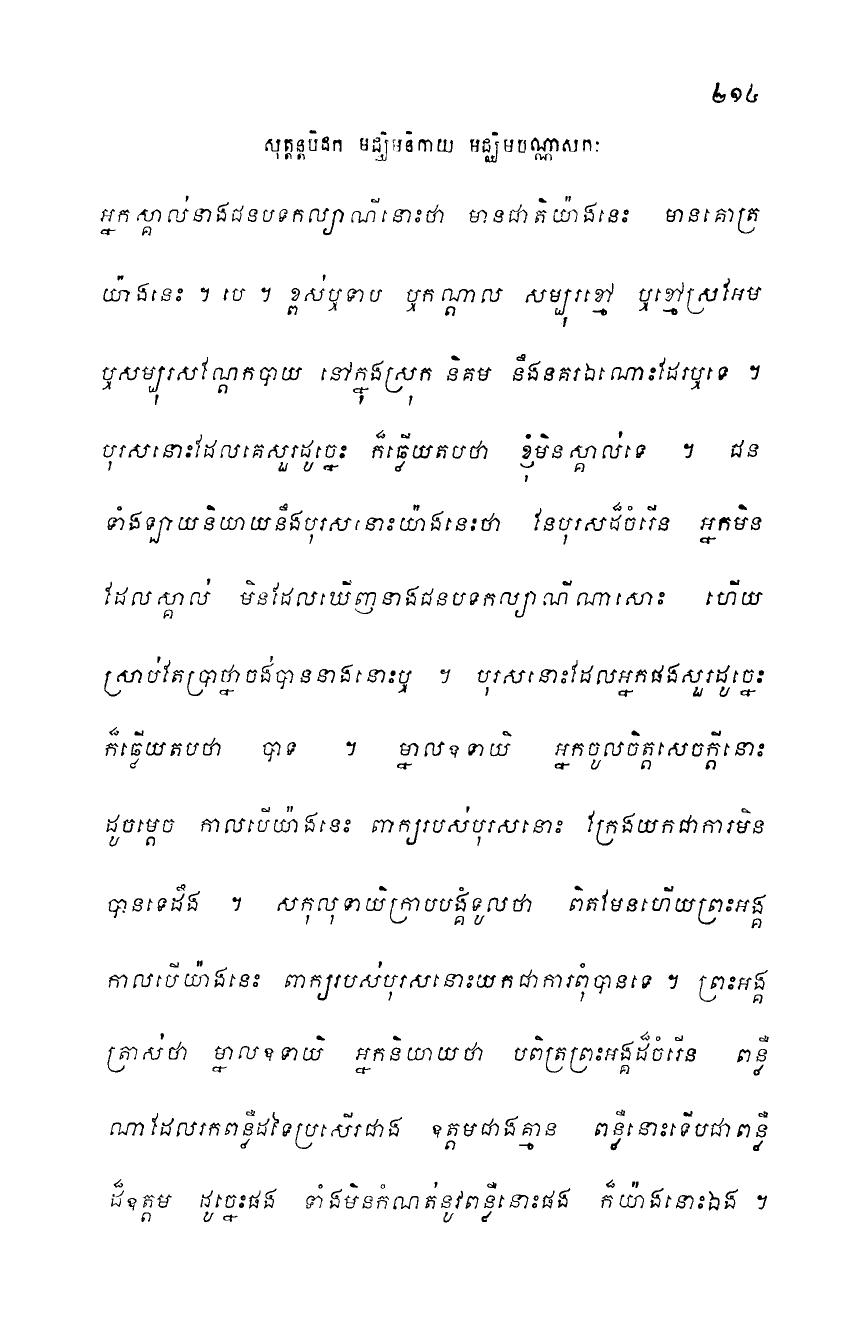 ២១៤
សុត្តន្តបិដក មជ្ឈិមនិកាយ មជ្ឈិមបណ្ណាសកៈ
អ្នកស្គាល់នាងជនបទកល្យាណីនោះថា មានជាតិយ៉ាងនេះ មានគោត្រ
យ៉ាងនេះ ។ បេ ។ ខ្ពស់ឬទាប ឬកណ្តាល សម្បុរខ្មៅ ឬខ្មៅស្រអែម
ឬសម្បុរសណ្តែកបាយ នៅក្នុងស្រុក និគម នឹងនគរឯណោះដែរឬទេ ។
បុរសនោះដែលគេសួរដូច្នេះ ក៏ធ្លើយតបថា ខ្ញុំមិនស្គាល់ទេ ។ ជន
ទាំងឡាយនិយាយនឹងបុរសនោះយ៉ាងនេះថា នែបុរសដ៏ចំរើន អ្នកមិន
ដែលស្គាល់ មិនដែលឃើញនាងជនបទកល្យាណីណាសោះ ហើយ
ស្រាប់តែប្រាថ្នាចង់បាននាងនោះឬ ។ បុរសនោះដែលអ្នកផងសួរដូច្នេះ
ក៏ធ្លើយតបថា បាទ ។ ម្នាលឧទាយិ អ្នកចូលចិត្តសេចក្តីនោះ
ដូចម្តេច កាលបើយ៉ាងនេះ ពាក្យរបស់បុរសនោះ ក្រែងយកជាការមិន
បានទេដឹង ។ សកុលុទាយិក្រាបបង្គំទូលថា ពិតមែនហើយព្រះអង្គ
កាលបើយ៉ាងនេះ ពាក្យរបស់បុរសនោះយកជាការពុំបានទេ ។ ព្រះអង្គ
ត្រាស់ថា ម្នាលឧទាយិ អ្នកនិយាយថា បពិត្រព្រះអង្គដ៏ចំរើន ពន្លឺ
ណាដែលរកពន្លឺដទៃប្រសើរជាង ឧត្តមជាងគ្មាន ពន្លឺនោះទើបជាពន្លឺ
ដ៏ឧត្តម ដូច្នេះផង ទាំងមិនកំណត់នូវពន្លឺនោះផង ក៏យ៉ាងនោះឯង ។